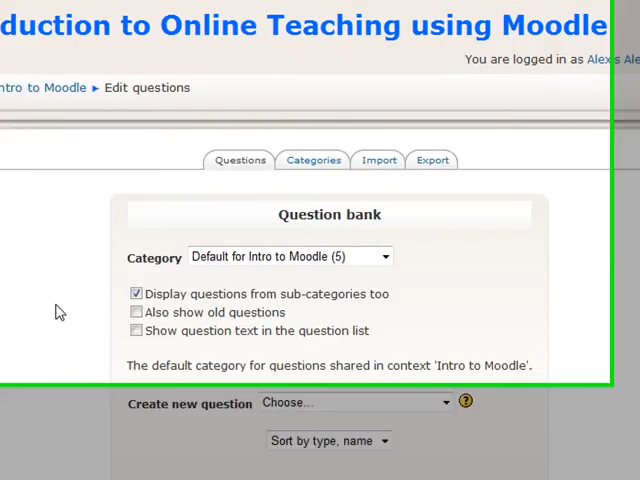 duction to Online Teaching using Moodle
You are logged in as Alexis Ale
ntro to Moodle ► Edit questions
Questions Categories Import Export
Question bank
Category Default for Intro to Moodle (5)
Display questions from sub-categories too
Also show old questions
Show question text in the question list
The default category for questions shared in context 'Intro to Moodle'.
Create new question Choose... ?
Sort by type, name